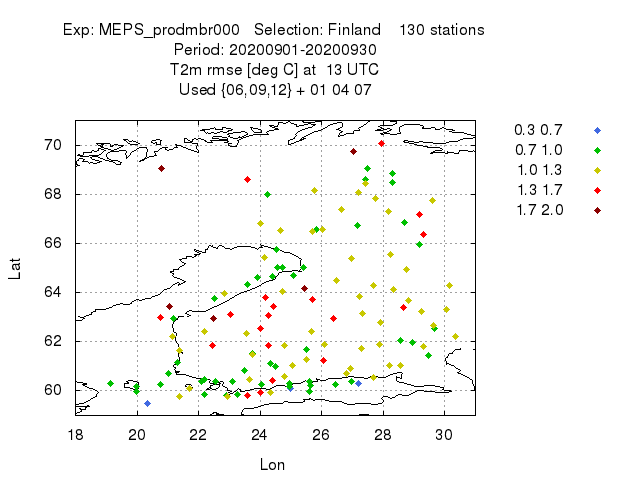 Exp: MEPS_prodmbr000 Selection: Finland 130 stations
Period: 20200901-20200930
T2m rmse [deg C] at 13 UTC
Used {06,09,12} + 01 04 07
70
68
66
64
62
60
Lat
18 20 22 24 26 28 30
Lon
0.3 0.7
0.7 1.0
1.0 1.3
1.3 1.7
1.7 2.0